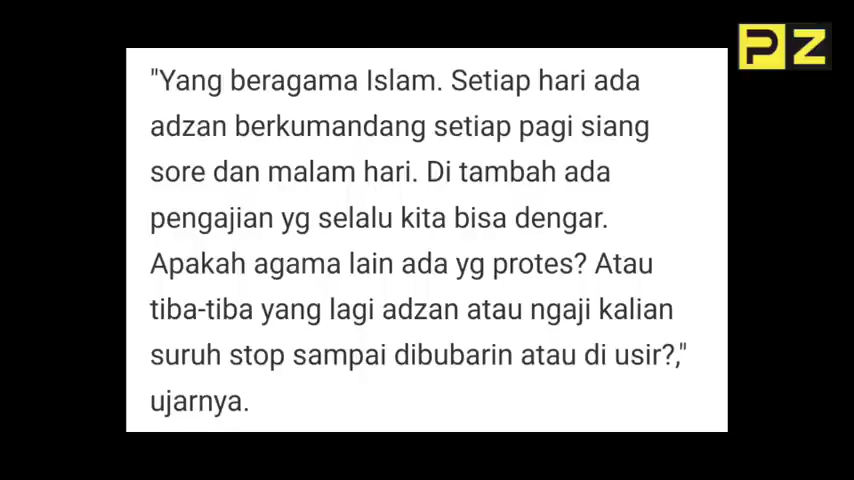 PZ
"Yang beragama Islam. Setiap hari ada
adzan berkumandang setiap pagi siang
sore dan malam hari. Di tambah ada
pengajian yg selalu kita bisa dengar.
Apakah agama lain ada yg protes? Atau
tiba-tiba yang lagi adzan atau ngaji kalian
suruh stop sampai dibubarin atau di usir?,"
ujarnya.